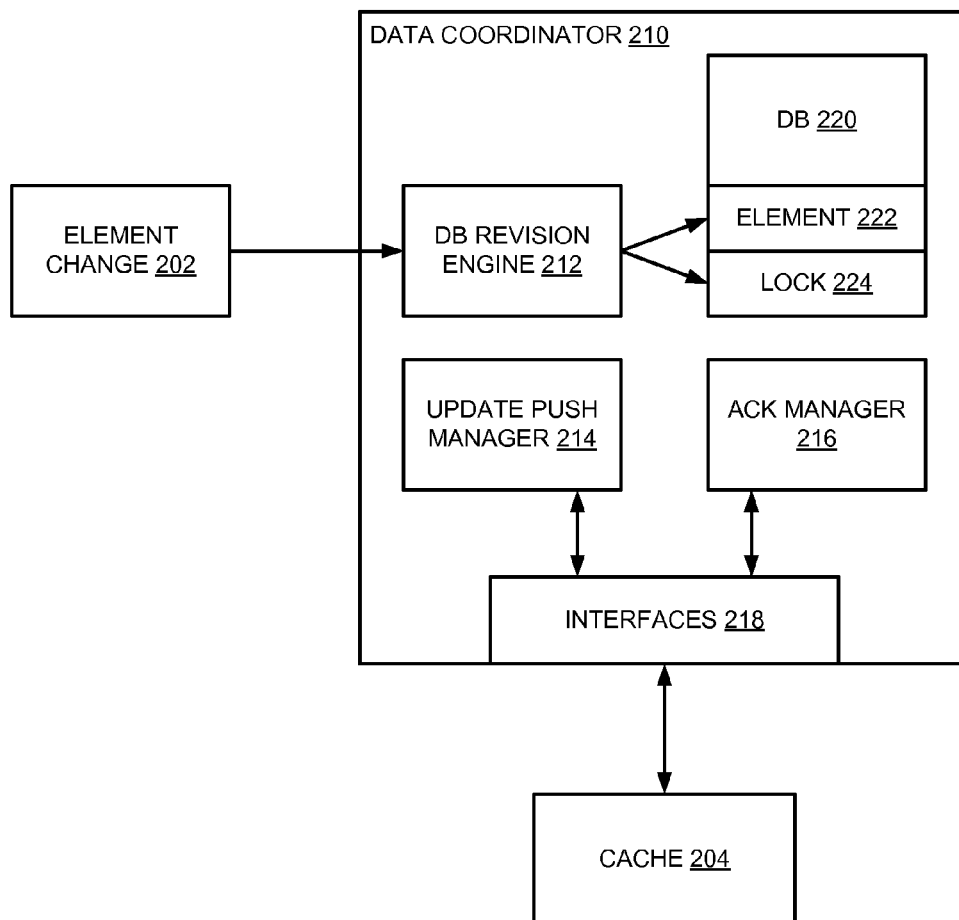 DATA COORDINATOR 210
DB 220
ELEMENT
CHANGE 202
DB REVISION
ENGINE 212
ELEMENT 222
LOCK 224
UPDATE PUSH
MANAGER 214
ACK MANAGER
216
INTERFACES 218
CACHE 204